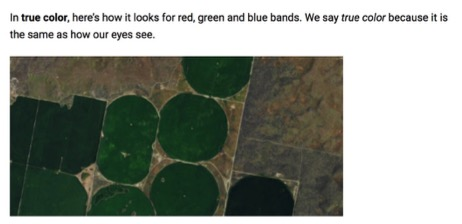 In true color, here's how it looks for red, green and blue bands. We say true color because it is
the same as how our eyes see.